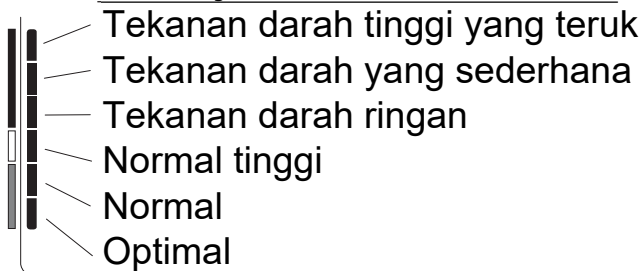 Tekanan darah tinggi yang teruk
Tekanan darah yang sederhana
Tekanan darah ringan
Normal tinggi
Normal
Optimal